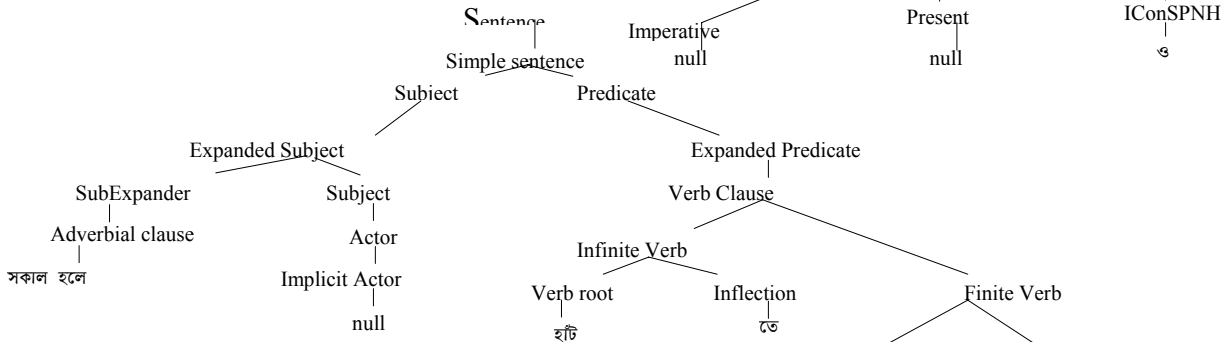 Sentence Imperative Present IConSPNH
Simple sentence null null ও
Subject Predicate
Expanded Subject Expanded Predicate
SubExpander Subject Verb Clause
Adverbial clause Actor Infinite Verb
সকাল হলে Implicit Actor Verb root Inflection Finite Verb
null হাঁট তে